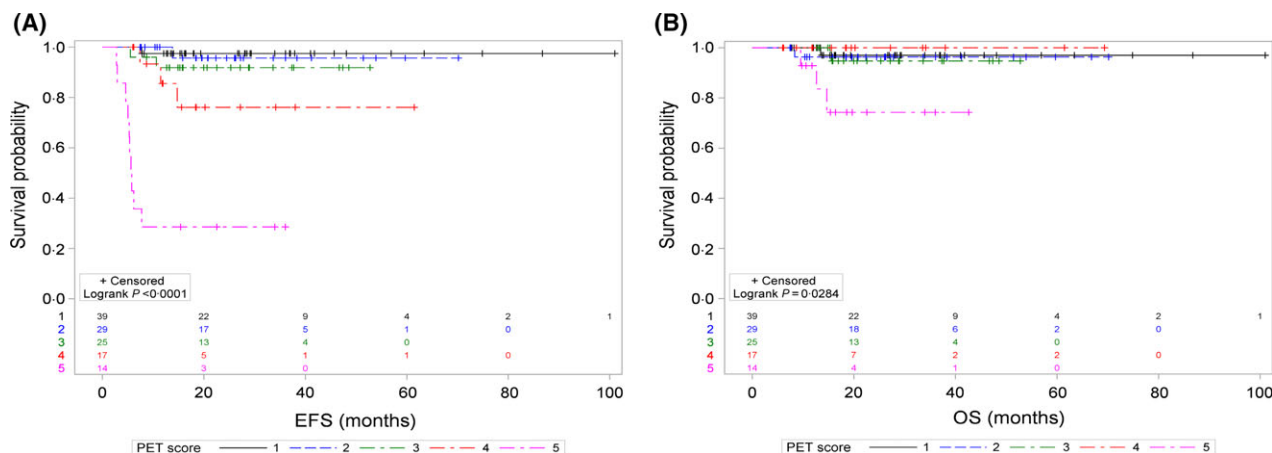 (A)
Survival probability
1·0
0·8
0·6
0·4
0·2
0·0
+ Censored
Logrank P <0·0001
1 39 22 9 4 2 1
2 29 17 5 1 0
3 25 13 4 0
4 17 5 1 1 0
5 14 3 0
0 20 40 60 80 100
EFS (months)
PET score 1 2 3 4 5
(B)
Survival probability
1·0
0·8
0·6
0·4
0·2
0·0
+ Censored
Logrank P = 0·0284
1 39 22 9 4 2 1
2 29 18 6 2 0
3 25 13 4 0
4 17 7 2 2 0
5 14 4 1 0
0 20 40 60 80 100
OS (months)
PET score 1 2 3 4 5